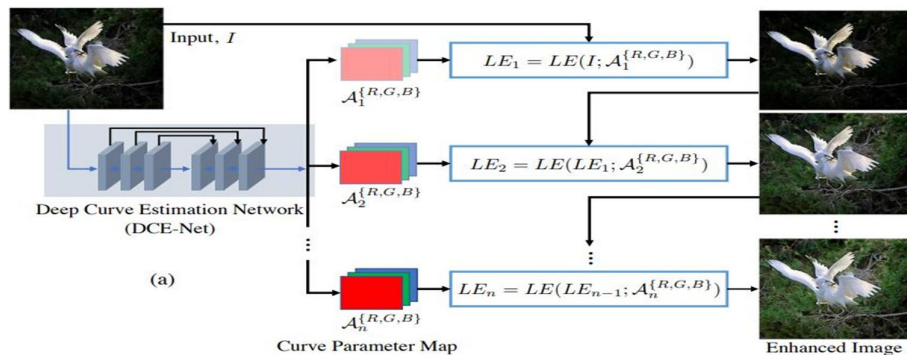 Input, I
LE₁ = LE(I; 𝒜₁^{R,G,B})
𝒜₁^{R,G,B}
LE₂ = LE(LE₁; 𝒜₂^{R,G,B})
𝒜₂^{R,G,B}
Deep Curve Estimation Network
(DCE-Net)
...
...
...
(a)
LEₙ = LE(LEₙ₋₁; 𝒜ₙ^{R,G,B})
𝒜ₙ^{R,G,B}
Curve Parameter Map
Enhanced Image